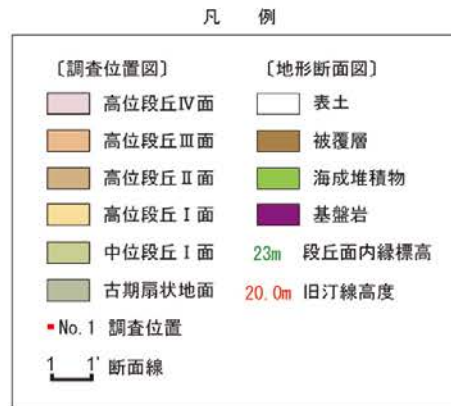 凡 例
〔調査位置図〕
高位段丘Ⅳ面
高位段丘Ⅲ面
高位段丘Ⅱ面
高位段丘Ⅰ面
中位段丘Ⅰ面
古期扇状地面
No.1 調査位置
1 1' 断面線
〔地形断面図〕
表土
被覆層
海成堆積物
基盤岩
23m 段丘面内縁標高
20.0m 旧汀線高度